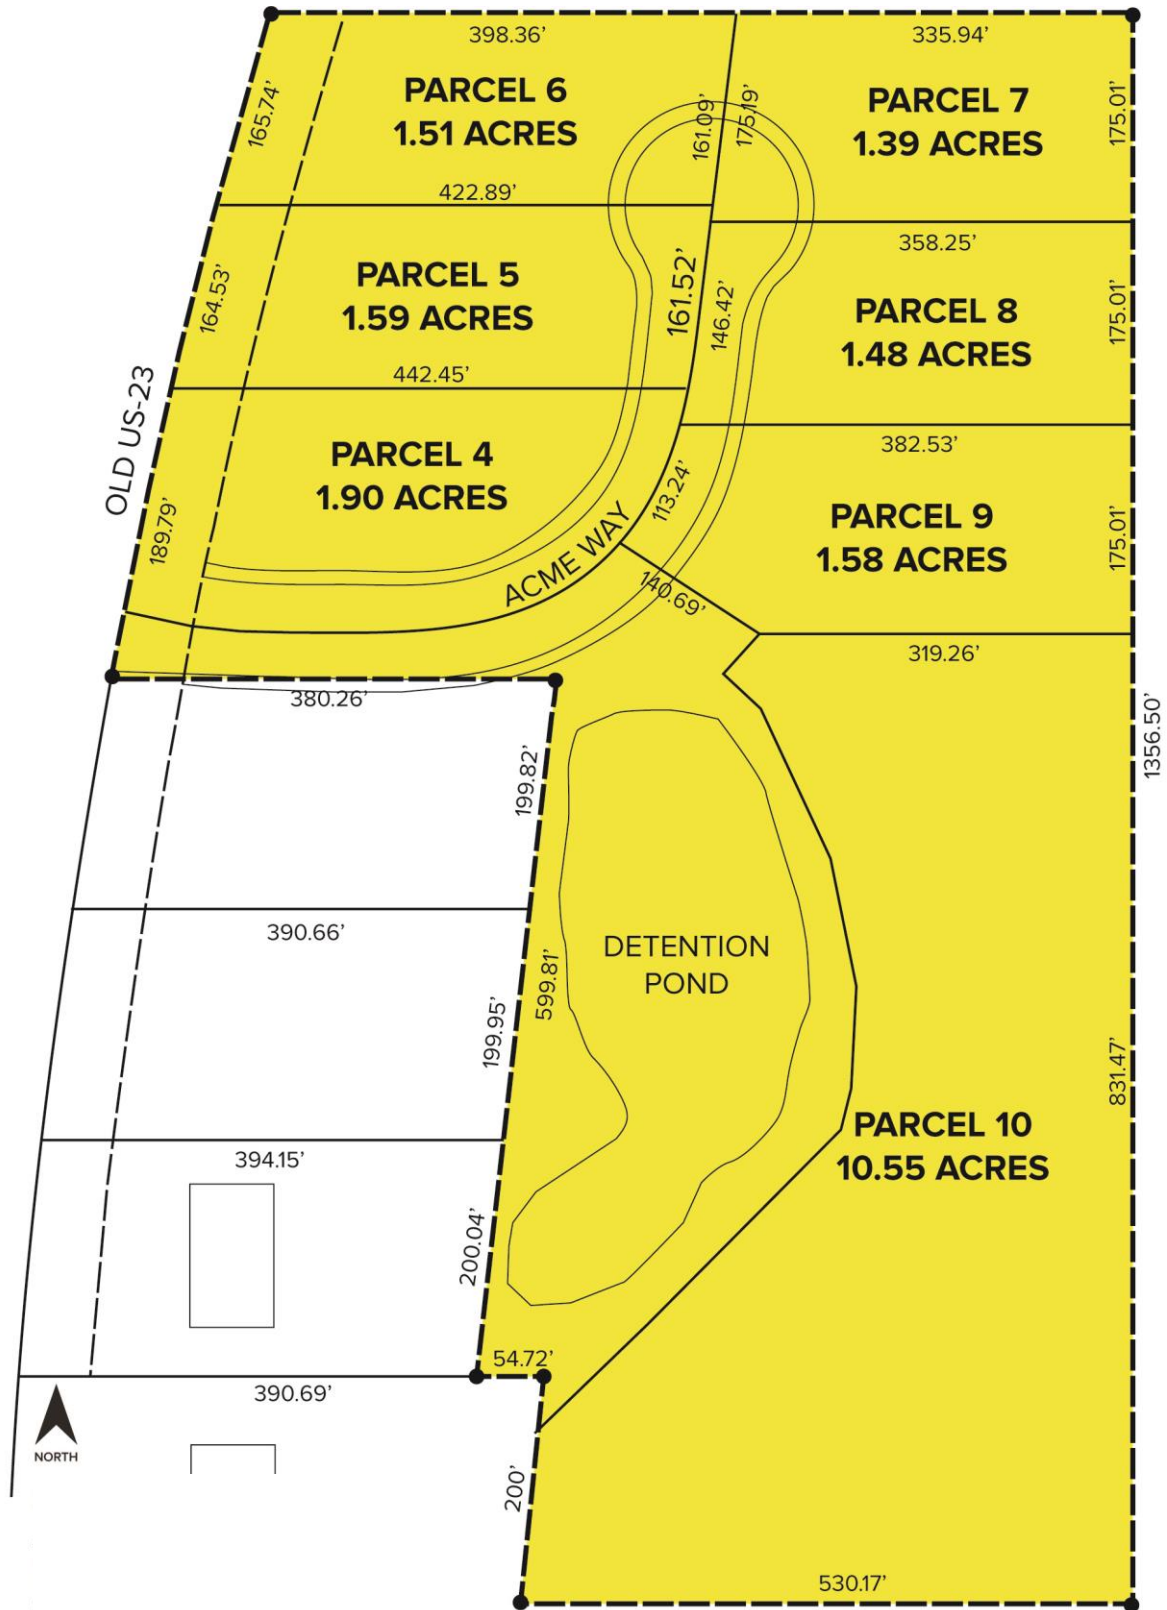 398.36’
335.94’
PARCEL 6
1.51 ACRES
PARCEL 7
1.39 ACRES
165.74’
161.09’
175.19’
175.01’
422.89’
358.25’
PARCEL 5
1.59 ACRES
164.53’
161.52’
146.42’
PARCEL 8
1.48 ACRES
175.01’
442.45’
382.53’
OLD US-23
PARCEL 4
1.90 ACRES
189.79’
113.24’
ACME WAY
PARCEL 9
1.58 ACRES
175.01’
140.69’
319.26’
380.26’
1356.50’
199.82’
390.66’
DETENTION
POND
599.81’
199.95’
831.47’
PARCEL 10
10.55 ACRES
394.15’
200.04’
54.72’
390.69’
NORTH
200’
530.17’